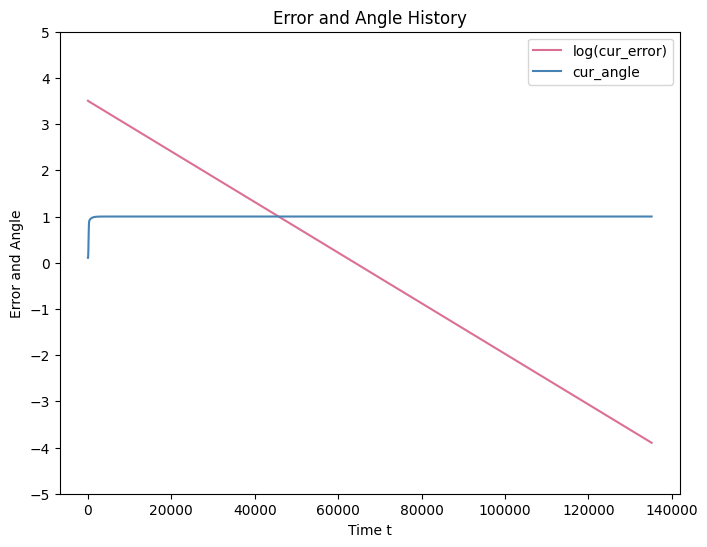 Error and Angle History
log(cur_error)
cur_angle
Error and Angle
5
4
3
2
1
0
−1
−2
−3
−4
−5
0 20000 40000 60000 80000 100000 120000 140000
Time t